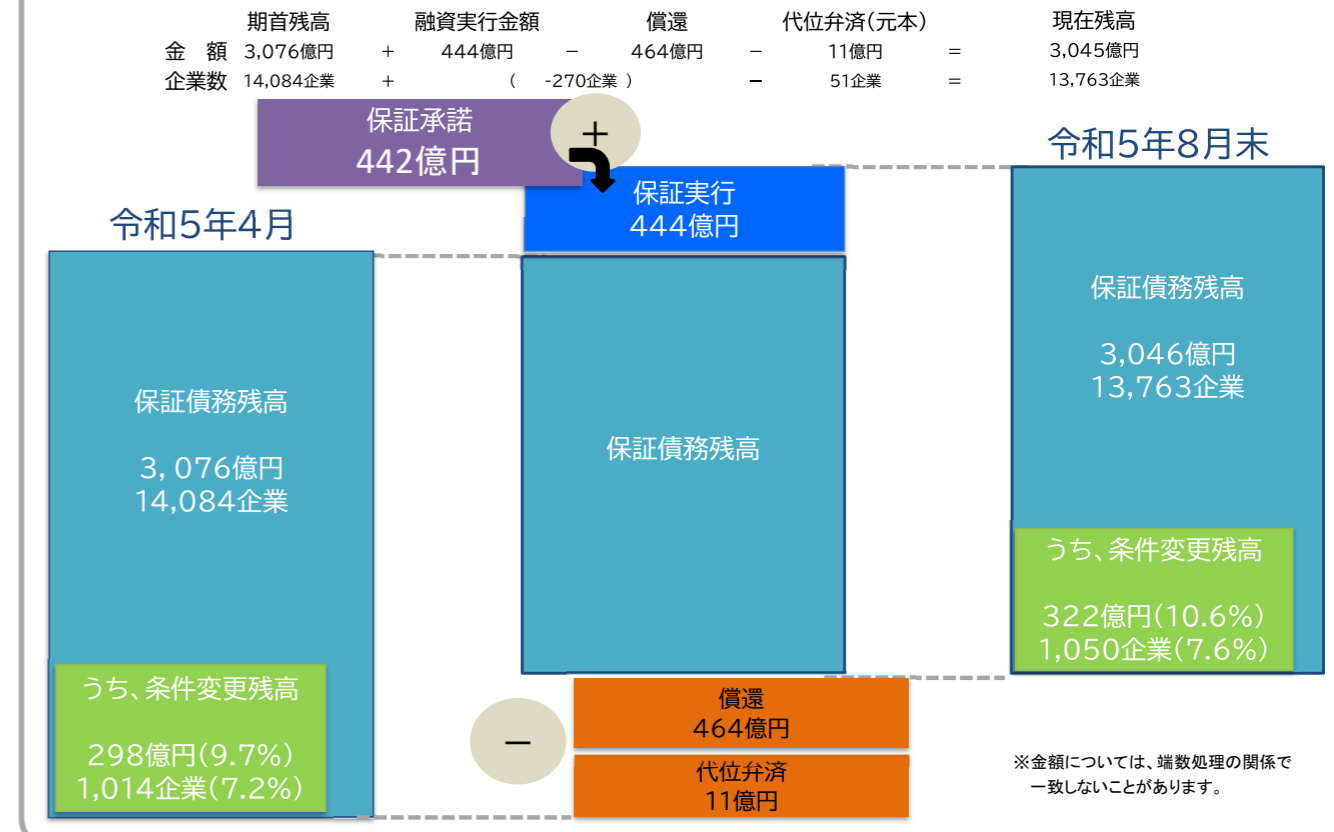 期首残高 融資実行金額 償還 代位弁済(元本) 現在残高
金 額 3,076億円 + 444億円 － 464億円 － 11億円 = 3,045億円
企業数 14,084企業 + ( -270企業 ) － 51企業 = 13,763企業
保証承諾
442億円
+
令和5年8月末
保証実行
444億円
令和5年4月
保証債務残高
3,076億円
14,084企業
うち、条件変更残高
298億円(9.7%)
1,014企業(7.2%)
保証債務残高
－
償還
464億円
代位弁済
11億円
保証債務残高
3,046億円
13,763企業
うち、条件変更残高
322億円(10.6%)
1,050企業(7.6%)
※金額については、端数処理の関係で
一致しないことがあります。